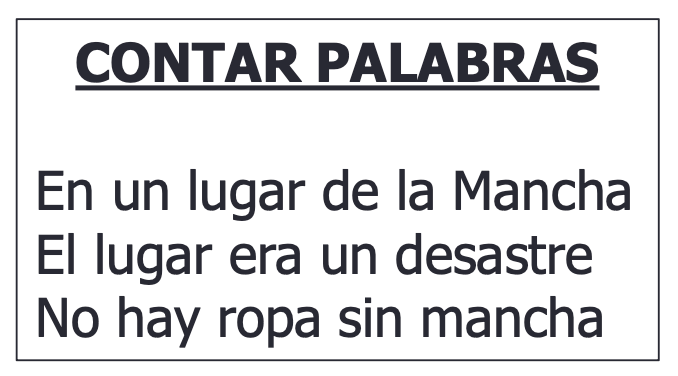 CONTAR PALABRAS
En un lugar de la Mancha
El lugar era un desastre
No hay ropa sin mancha